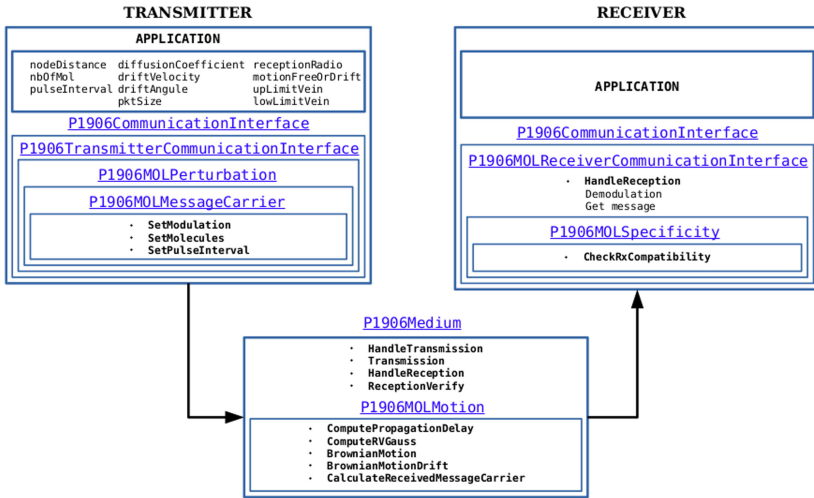 TRANSMITTER
APPLICATION
nodeDistance diffusionCoefficient receptionRadio
nbOfMol driftVelocity motionFreeOrDrift
pulseInterval driftAngule upLimitVein
pktSize lowLimitVein
P1906CommunicationInterface
P1906TransmitterCommunicationInterface
P1906MOLPerturbation
P1906MOLMessageCarrier
· SetModulation
· SetMolecules
· SetPulseInterval
RECEIVER
APPLICATION
P1906CommunicationInterface
P1906MOLReceiverCommunicationInterface
· HandleReception
Demodulation
Get message
P1906MOLSpecificity
· CheckRxCompatibility
P1906Medium
· HandleTransmission
· Transmission
· HandleReception
· ReceptionVerify
P1906MOLMotion
· ComputePropagationDelay
· ComputeRVGauss
· BrownianMotion
· BrownianMotionDrift
· CalculateReceivedMessageCarrier